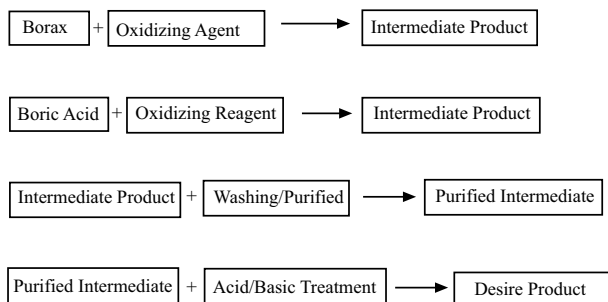 Borax + Oxidizing Agent Intermediate Product
Boric Acid + Oxidizing Reagent Intermediate Product
Intermediate Product + Washing/Purified Purified Intermediate
Purified Intermediate + Acid/Basic Treatment Desire Product